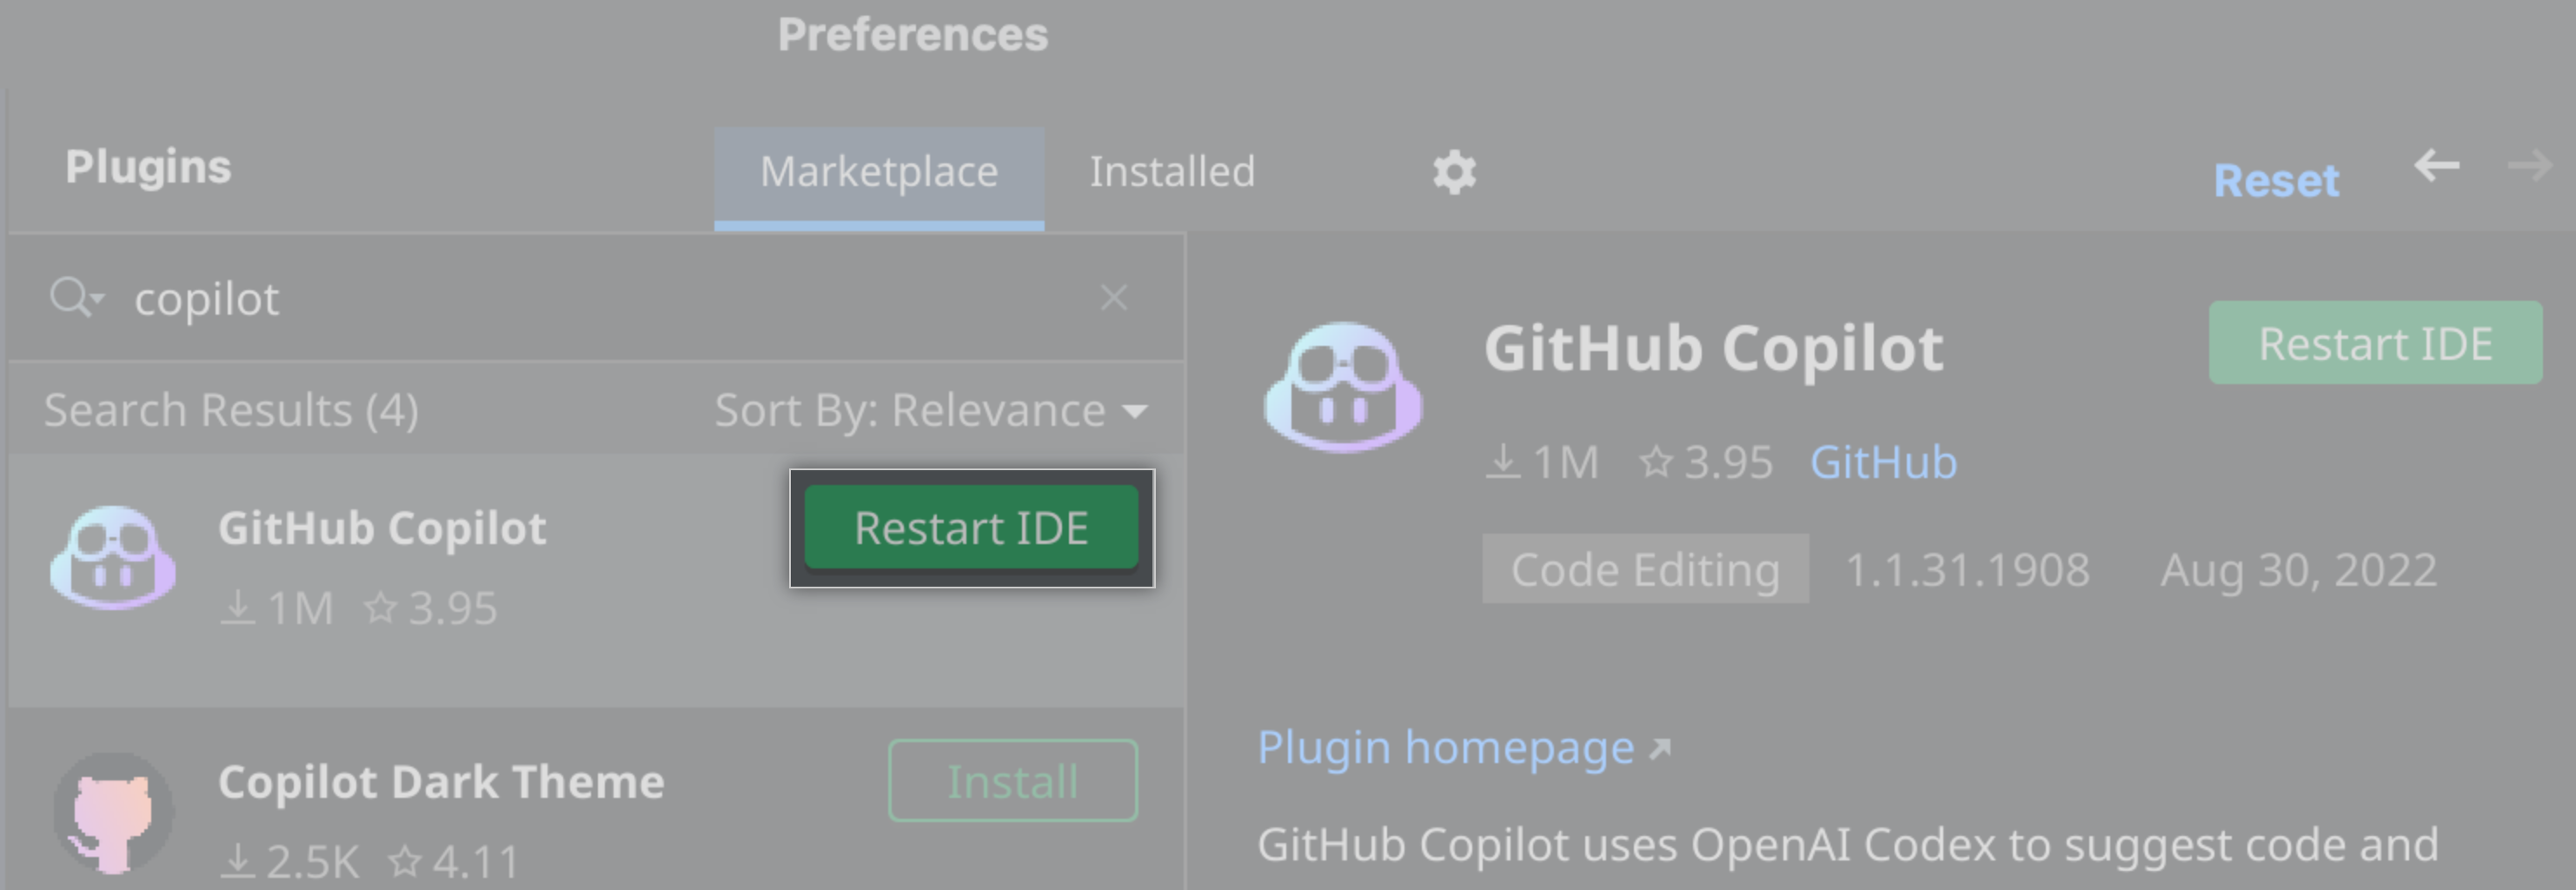 Preferences
Plugins
Marketplace
Installed
Reset
copilot
Search Results (4)
Sort By: Relevance
GitHub Copilot
Restart IDE
1M 3.95
Copilot Dark Theme
Install
2.5K 4.11
GitHub Copilot
Restart IDE
1M 3.95 GitHub
Code Editing 1.1.31.1908 Aug 30, 2022
Plugin homepage
GitHub Copilot uses OpenAI Codex to suggest code and